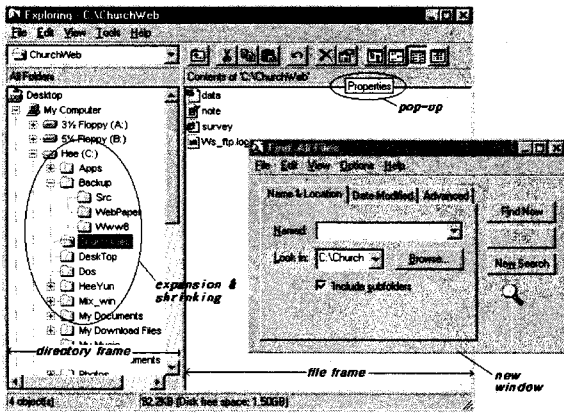 Exploring - C:\ChurchWeb
File Edit View Tools Help
ChurchWeb
All Folders
Contents of 'C:\ChurchWeb'
Desktop
My Computer
3½ Floppy (A:)
5¼ Floppy (B:)
Hee (C:)
Apps
Backup
Src
WebPaper
Www8
DeskTop
Dos
HeeYun
Mix_win
My Documents
My Download Files
uments
Photos
data
note
survey
Ws_ftp.log
Properties
pop-up
Find: All Files
File Edit View Options Help
Name & Location
Date Modified
Advanced
Named:
Look in:
C:\Church
Browse...
Include subfolders
Find Now
Stop
New Search
expansion & shrinking
directory frame
file frame
new window
4 object(s)
82.2KB (Disk free space: 1.50GB)